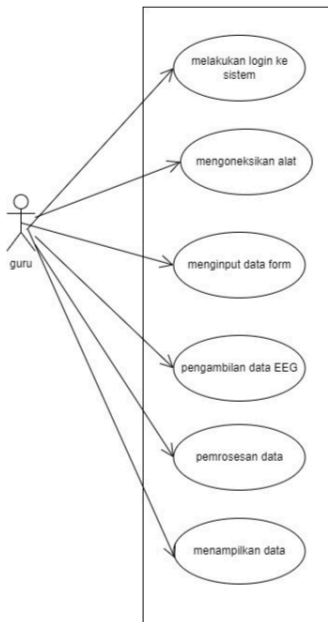 melakukan login ke
sistem
mengoneksikan alat
guru
menginput data form
pengambilan data EEG
pemrosesan data
menampilkan data